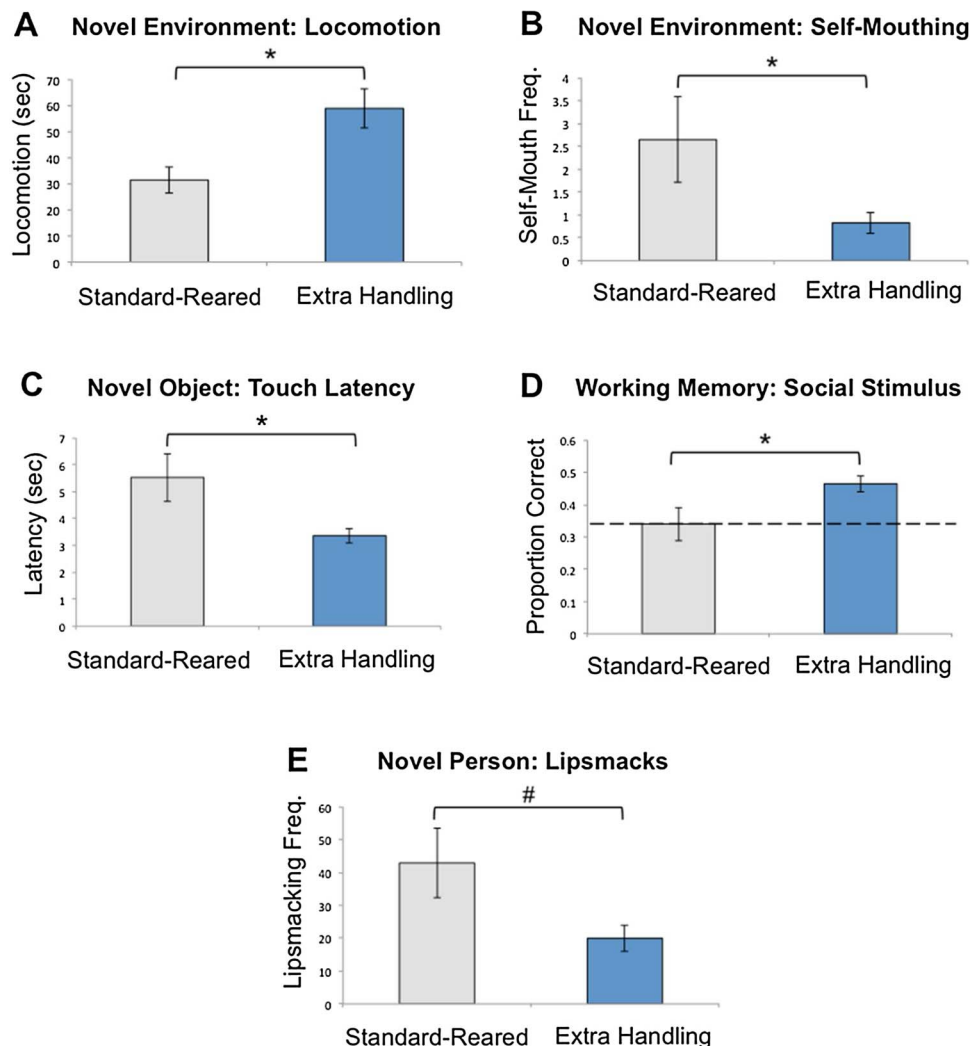 A Novel Environment: Locomotion
*
Locomotion (sec)
70
60
50
40
30
20
10
0
Standard-Reared Extra Handling
B Novel Environment: Self-Mouthing
*
Self-Mouth Freq.
4
3.5
3
2.5
2
1.5
1
0.5
0
Standard-Reared Extra Handling
C Novel Object: Touch Latency
*
Latency (sec)
7
6
5
4
3
2
1
0
Standard-Reared Extra Handling
D Working Memory: Social Stimulus
*
Proportion Correct
0.6
0.5
0.4
0.3
0.2
0.1
0
Standard-Reared Extra Handling
E Novel Person: Lipsmacks
#
Lipsmacking Freq.
60
50
40
30
20
10
0
Standard-Reared Extra Handling